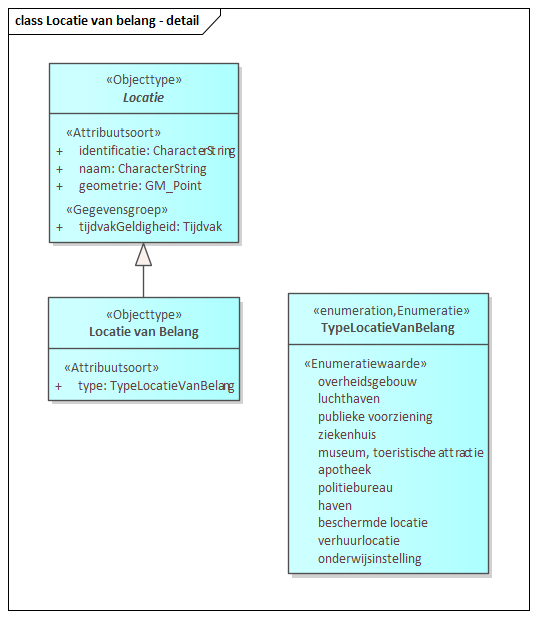 class Locatie van belang - detail
«Objecttype»
Locatie
«Attribuutsoort»
+ identificatie: CharacterString
+ naam: CharacterString
+ geometrie: GM_Point
«Gegevensgroep»
+ tijdvakGeldigheid: Tijdvak
«Objecttype»
Locatie van Belang
«Attribuutsoort»
+ type: TypeLocatieVanBelang
«enumeration,Enumeratie»
TypeLocatieVanBelang
«Enumeratiewaarde»
overheidsgebouw
luchthaven
publieke voorziening
ziekenhuis
museum, toeristische attractie
apotheek
politiebureau
haven
beschermde locatie
verhuurlocatie
onderwijsinstelling